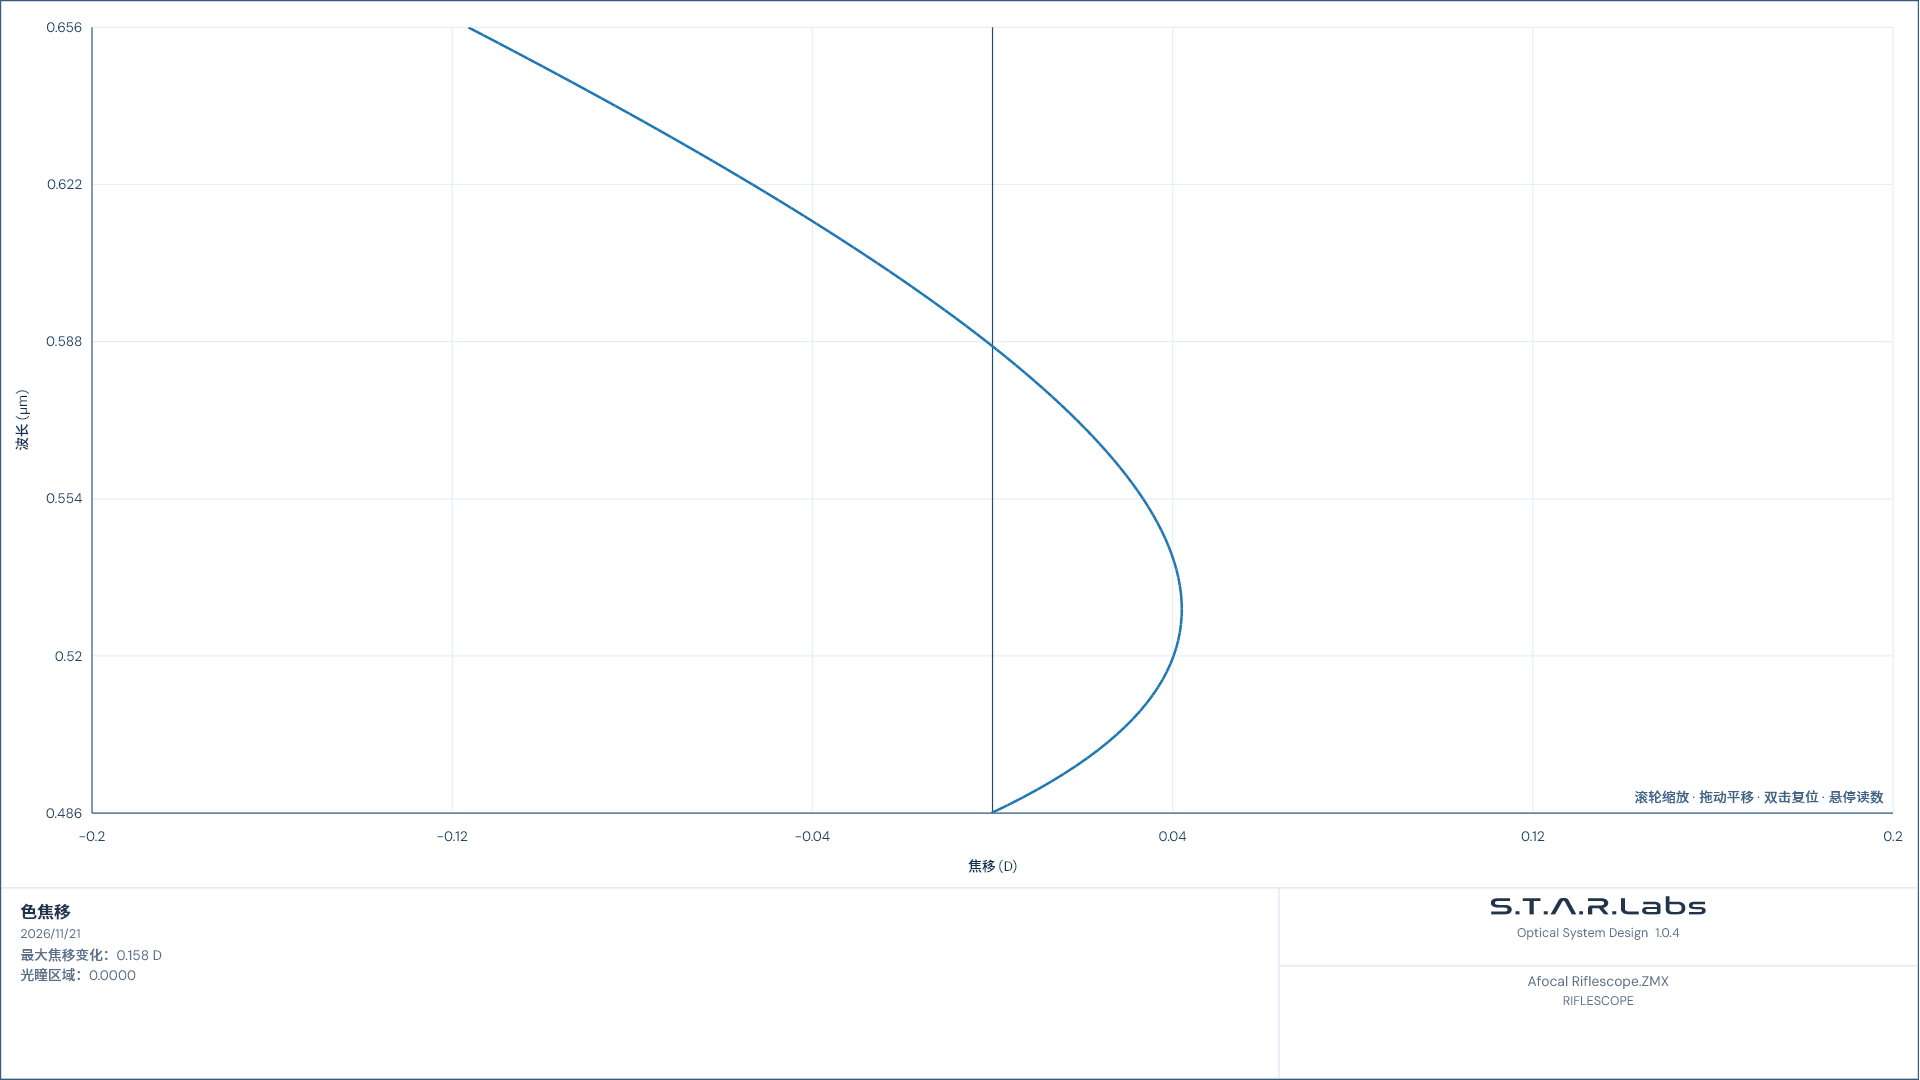 0.656
0.622
0.588
0.554
0.52
0.486
波长 (μm)
-0.2
-0.12
-0.04
0.04
0.12
0.2
滚轮缩放 · 拖动平移 · 双击复位 · 悬停读数
焦移 (D)
色焦移
2026/11/21
最大焦移变化：0.158 D
光瞳区域：0.0000
S.T.A.R.Labs
Optical System Design 1.0.4
Afocal Riflescope.ZMX
RIFLESCOPE